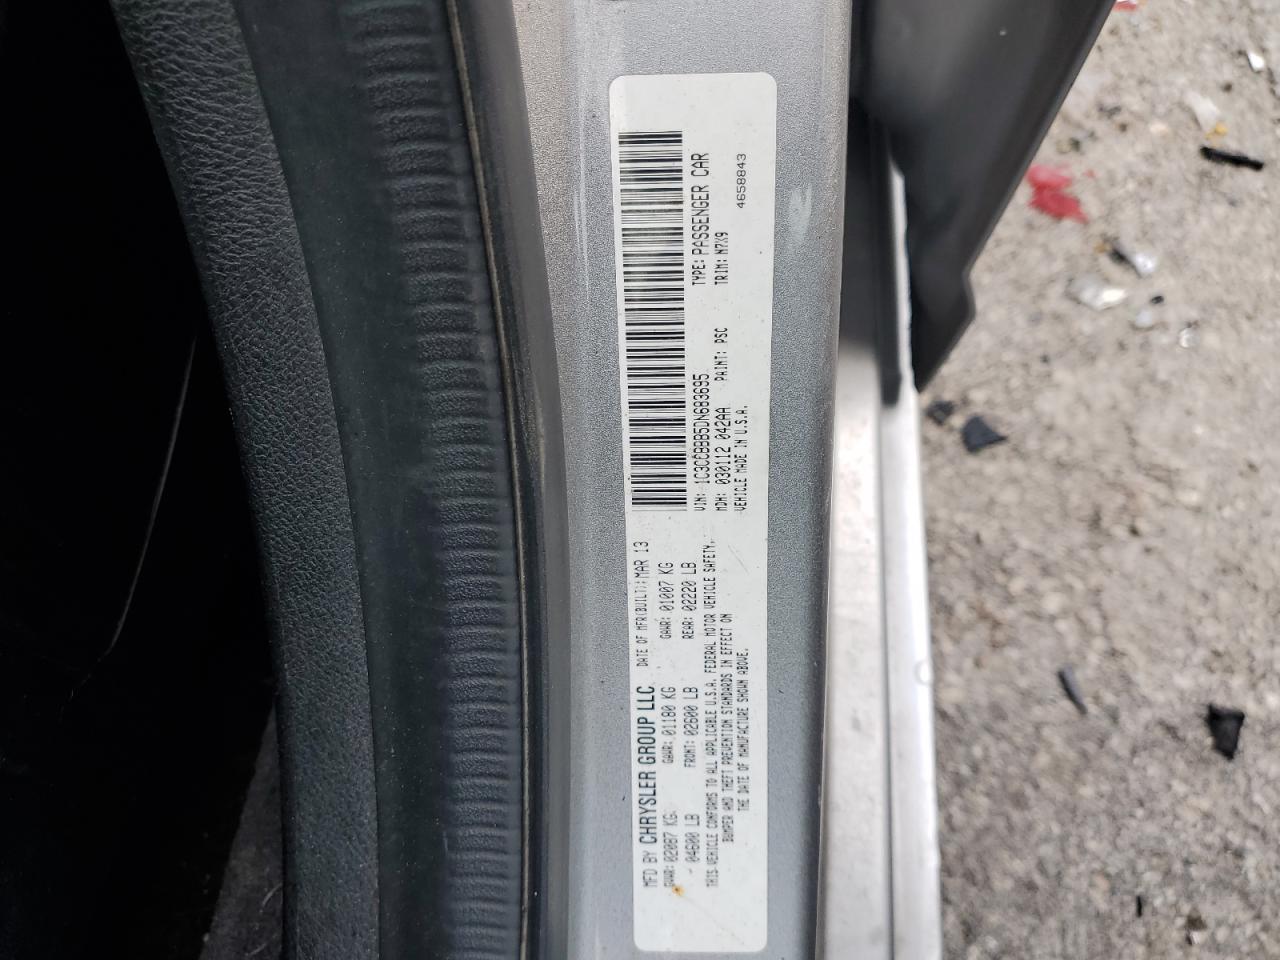 MFD BY CHRYSLER GROUP LLC DATE OF MFR(BUILT): MAR 13
GVWR: 02087 KG GAWR: 01180 KG GAWR: 01007 KG
04600 LB FRONT: 02600 LB REAR: 02220 LB
THIS VEHICLE CONFORMS TO ALL APPLICABLE U.S.A. FEDERAL MOTOR VEHICLE SAFETY,
BUMPER AND THEFT PREVENTION STANDARDS IN EFFECT ON
THE DATE OF MANUFACTURE SHOWN ABOVE.
VIN: 1C3CCBBB5DN683695 TYPE: PASSENGER CAR
MDH: 030112 042AA PAINT: PSC TRIM: N7X9
VEHICLE MADE IN U.S.A. 4658843